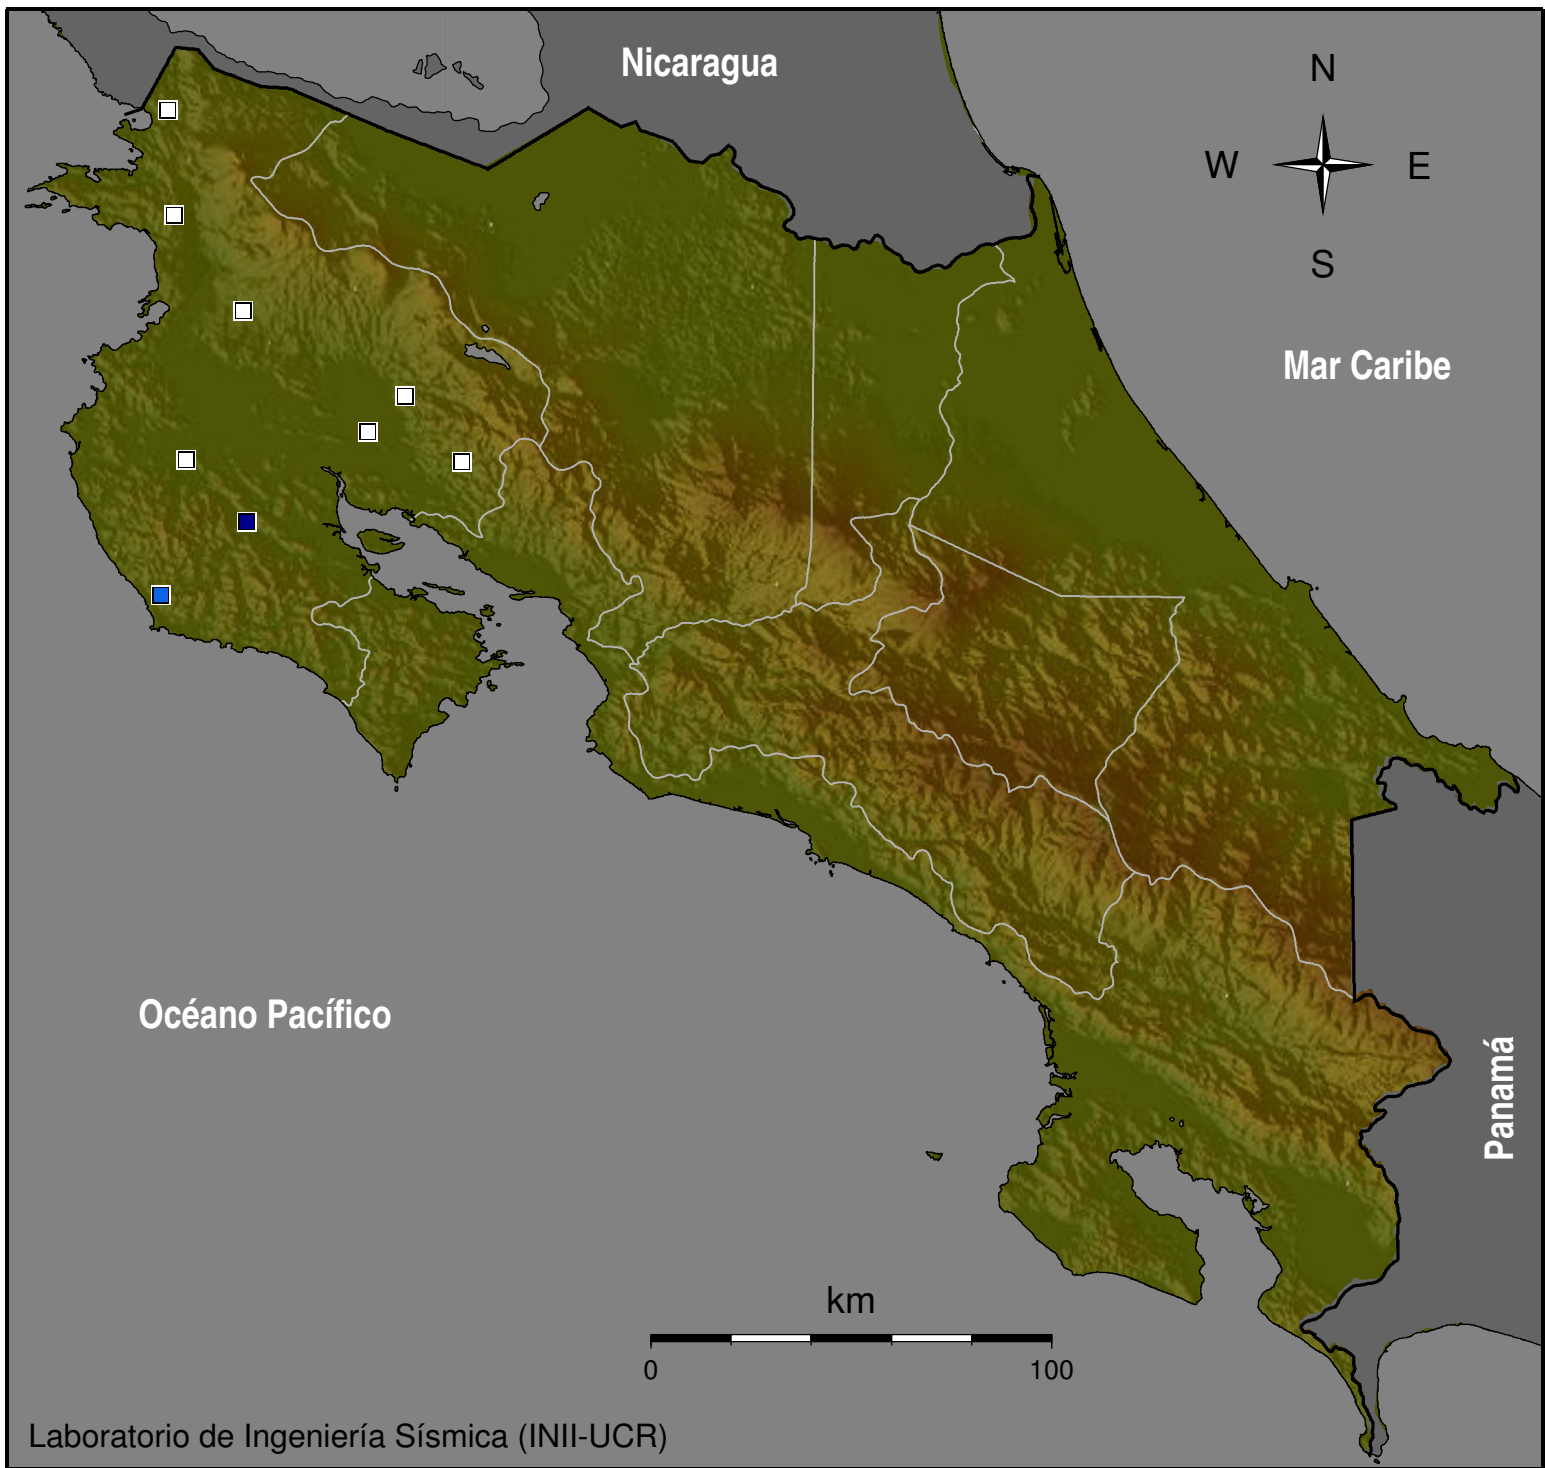 Nicaragua
N
W
E
S
Mar Caribe
Océano Pacífico
Panamá
km
0
100
Laboratorio de Ingeniería Sísmica (INII-UCR)